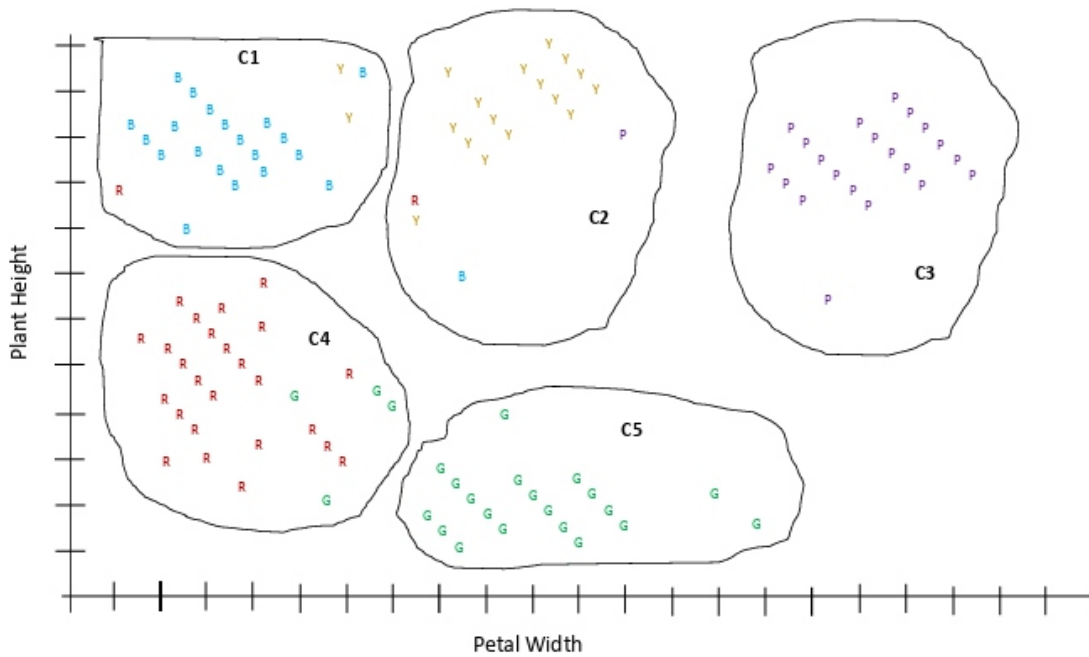 Y
C1 Y
B Y B Y Y Y
B Y Y Y Y P
B Y Y Y P
B B B B Y P P P
B B B Y Y P P P P
B B B B Y P P P
B B P P P P
R B B P P P
R P P
Y C2
B
B C3
R
R R P
R R
R R C4
R R
R R
R R R
R R G G
R G G
R R C5
R R
R R R G
R G G G
G G G G G
G G G G
G G G G G
G G
Plant Height
Petal Width